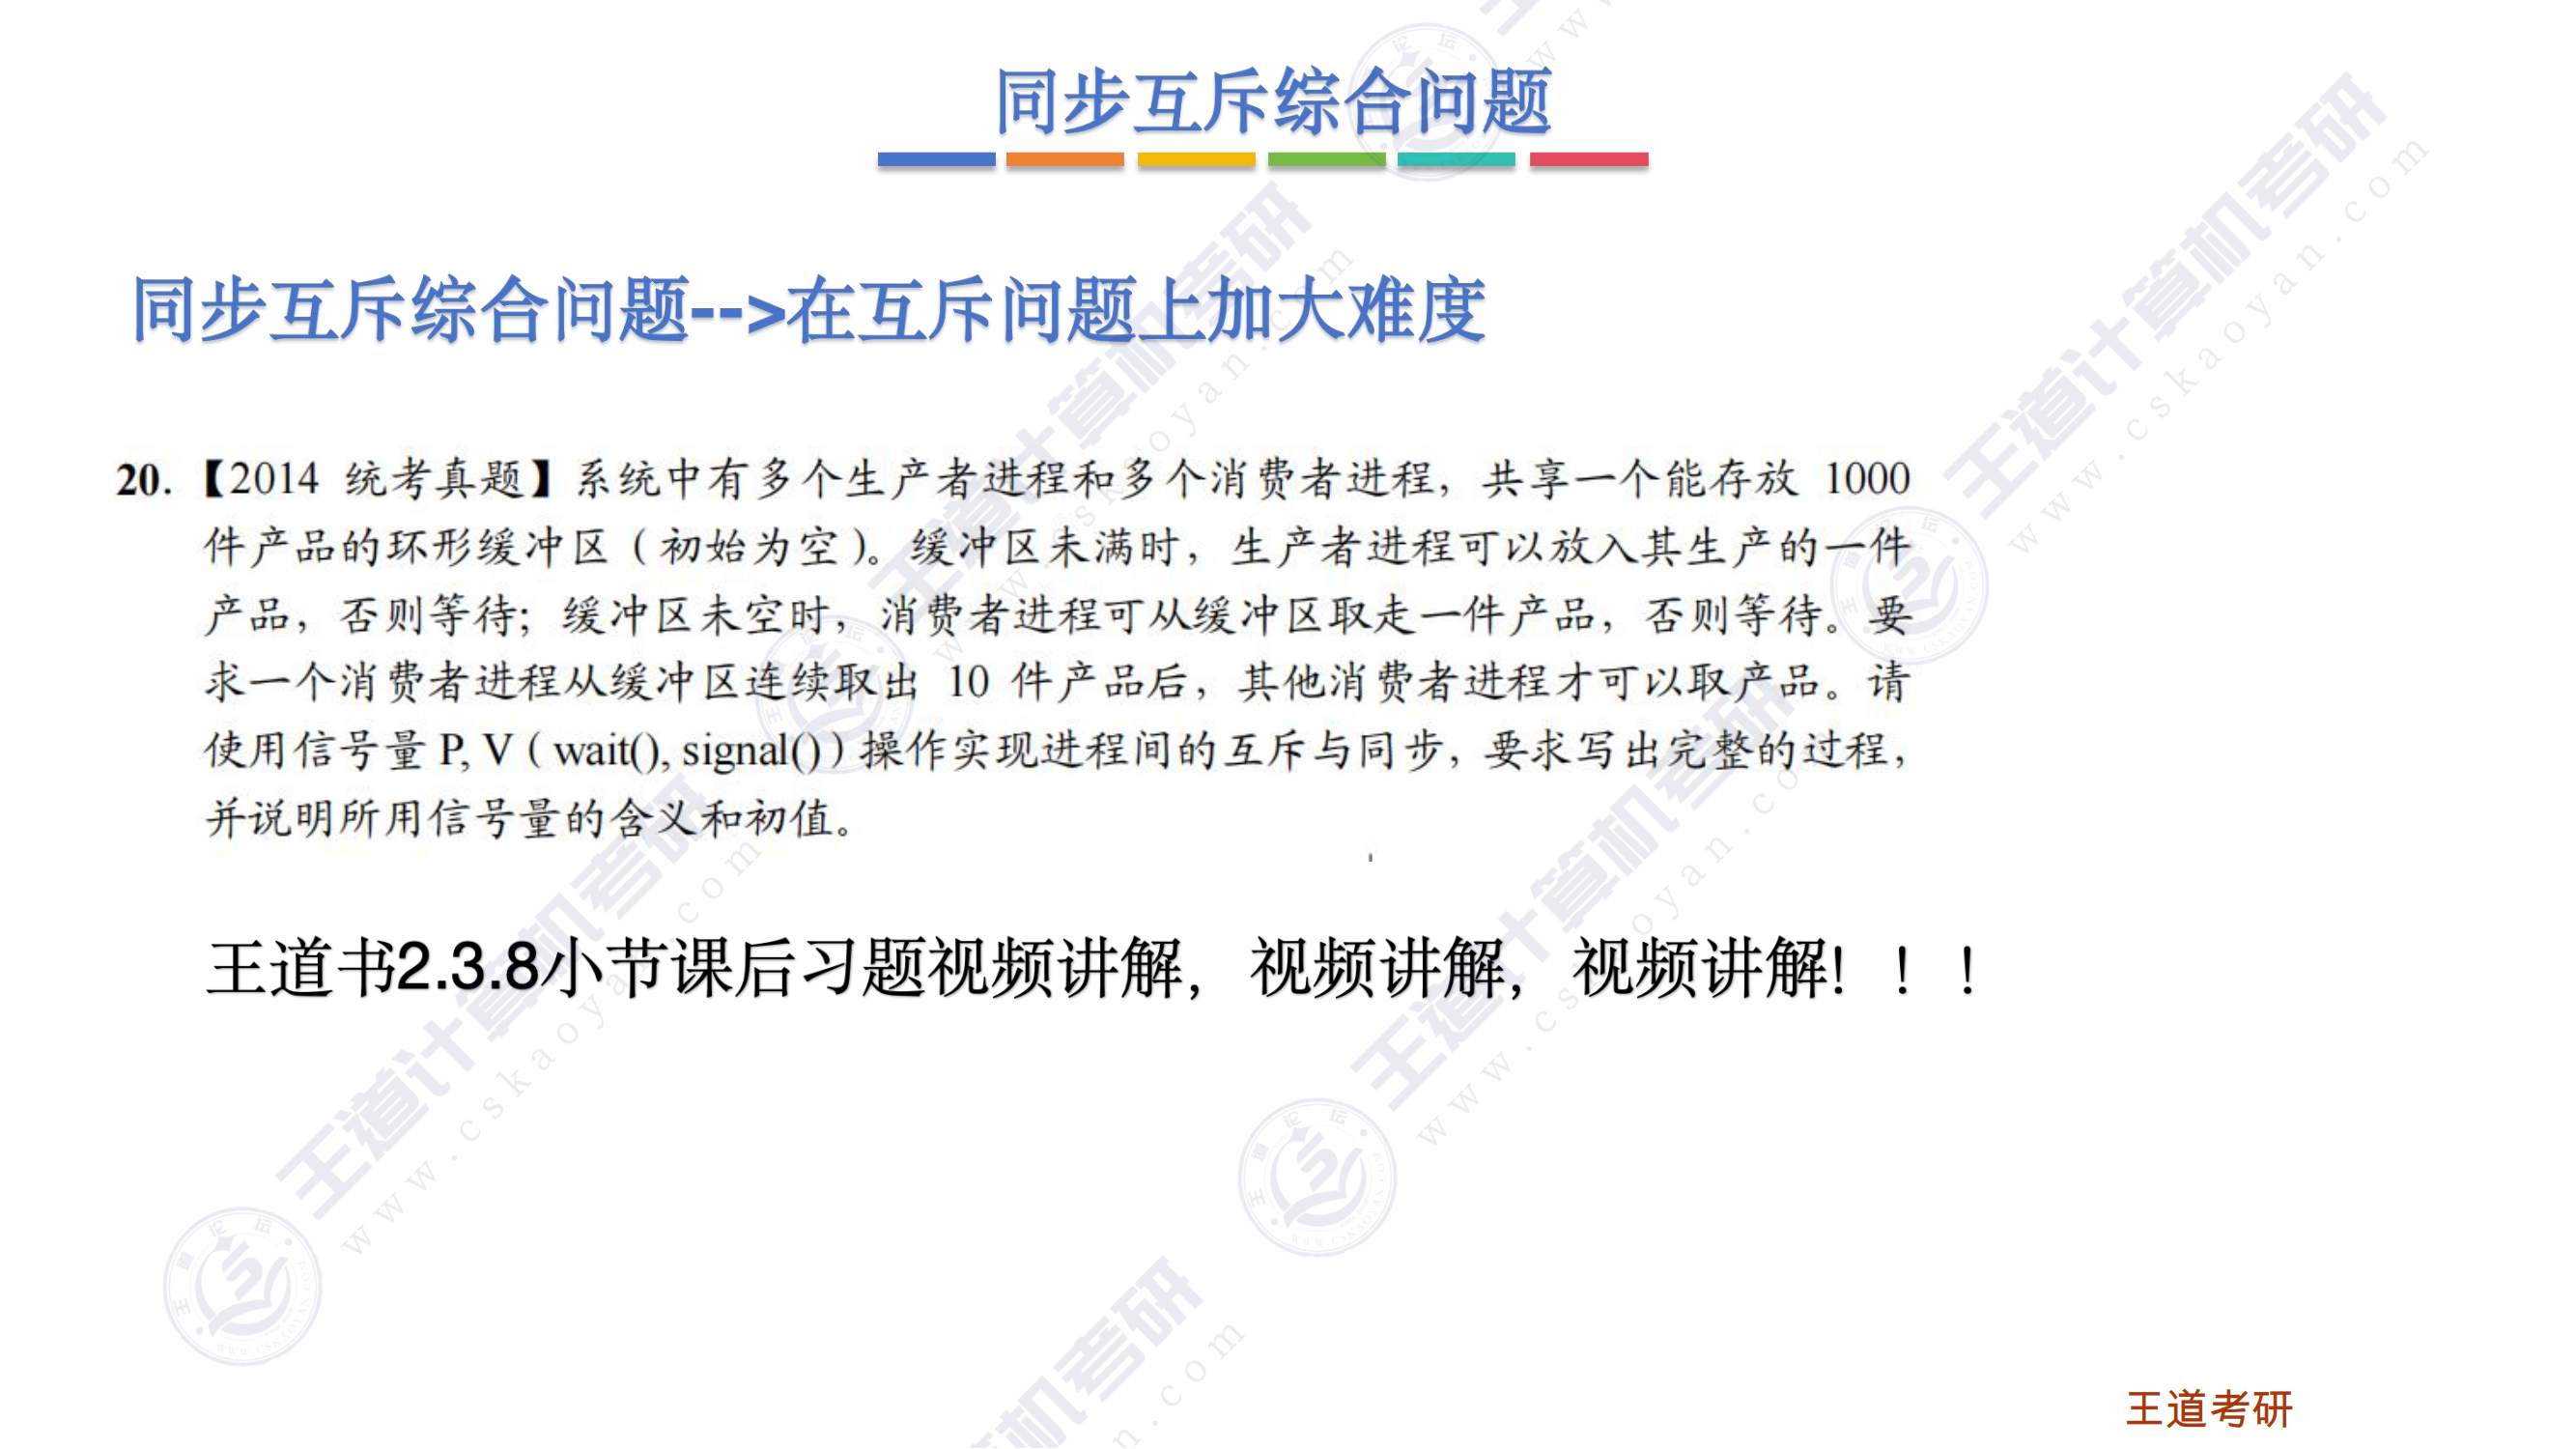 同步互斥综合问题
同步互斥综合问题-->在互斥问题上加大难度
20.【2014 统考真题】系统中有多个生产者进程和多个消费者进程，共享一个能存放 1000
件产品的环形缓冲区（初始为空）。缓冲区未满时，生产者进程可以放入其生产的一件
产品，否则等待；缓冲区未空时，消费者进程可从缓冲区取走一件产品，否则等待。要
求一个消费者进程从缓冲区连续取出 10 件产品后，其他消费者进程才可以取产品。请
使用信号量 P, V（wait(), signal()）操作实现进程间的互斥与同步，要求写出完整的过程，
并说明所用信号量的含义和初值。
王道书2.3.8小节课后习题视频讲解，视频讲解，视频讲解！！！
王道考研
王道计算机考研
www.cskaoyan.com